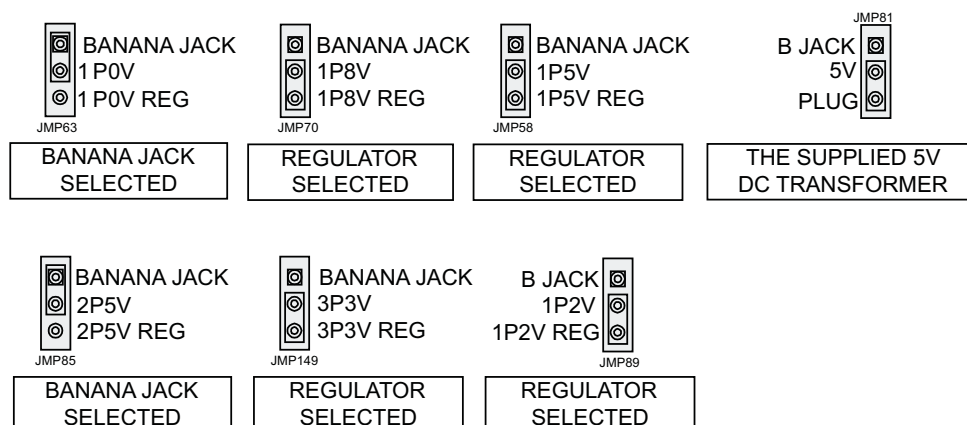 BANANA JACK
1P0V
1P0V REG
JMP63
BANANA JACK
SELECTED
BANANA JACK
1P8V
1P8V REG
JMP70
REGULATOR
SELECTED
BANANA JACK
1P5V
1P5V REG
JMP58
REGULATOR
SELECTED
JMP81
B JACK
5V
PLUG
THE SUPPLIED 5V
DC TRANSFORMER
BANANA JACK
2P5V
2P5V REG
JMP85
BANANA JACK
SELECTED
BANANA JACK
3P3V
3P3V REG
JMP149
REGULATOR
SELECTED
B JACK
1P2V
1P2V REG
JMP89
REGULATOR
SELECTED